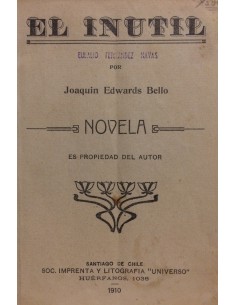 EL INUTIL
POR
Joaquin Edwards Bello
NOVELA
ES PROPIEDAD DEL AUTOR
SANTIAGO DE CHILE
SOC. IMPRENTA Y LITOGRAFIA "UNIVERSO"
HUERFANOS 1036
1910